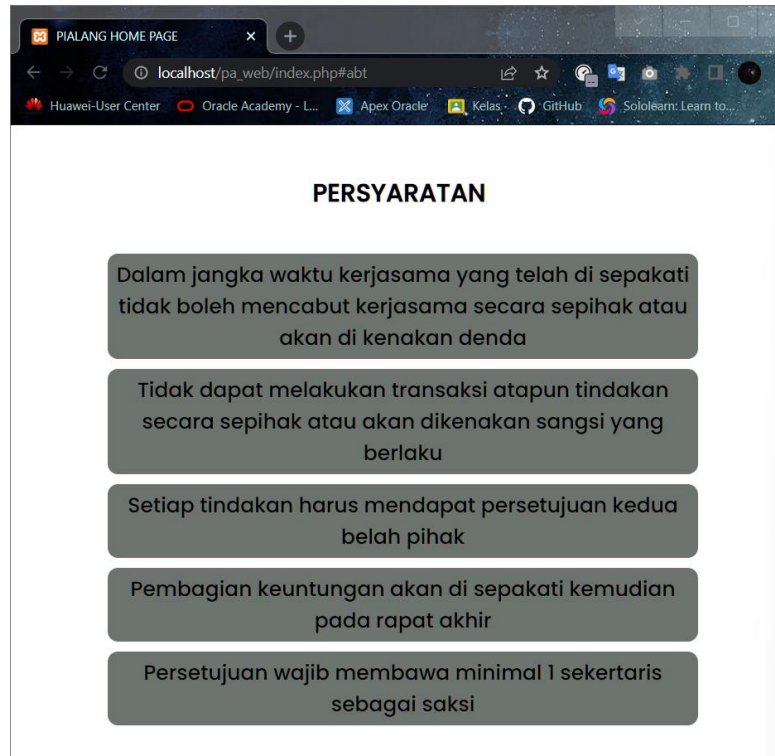 PIALANG HOME PAGE
localhost/pa_web/index.php#abt
Huawei-User Center Oracle Academy - L... Apex Oracle Kelas GitHub Sololearn: Learn to...
PERSYARATAN
Dalam jangka waktu kerjasama yang telah di sepakati
tidak boleh mencabut kerjasama secara sepihak atau
akan di kenakan denda
Tidak dapat melakukan transaksi atapun tindakan
secara sepihak atau akan dikenakan sangsi yang
berlaku
Setiap tindakan harus mendapat persetujuan kedua
belah pihak
Pembagian keuntungan akan di sepakati kemudian
pada rapat akhir
Persetujuan wajib membawa minimal 1 sekertaris
sebagai saksi